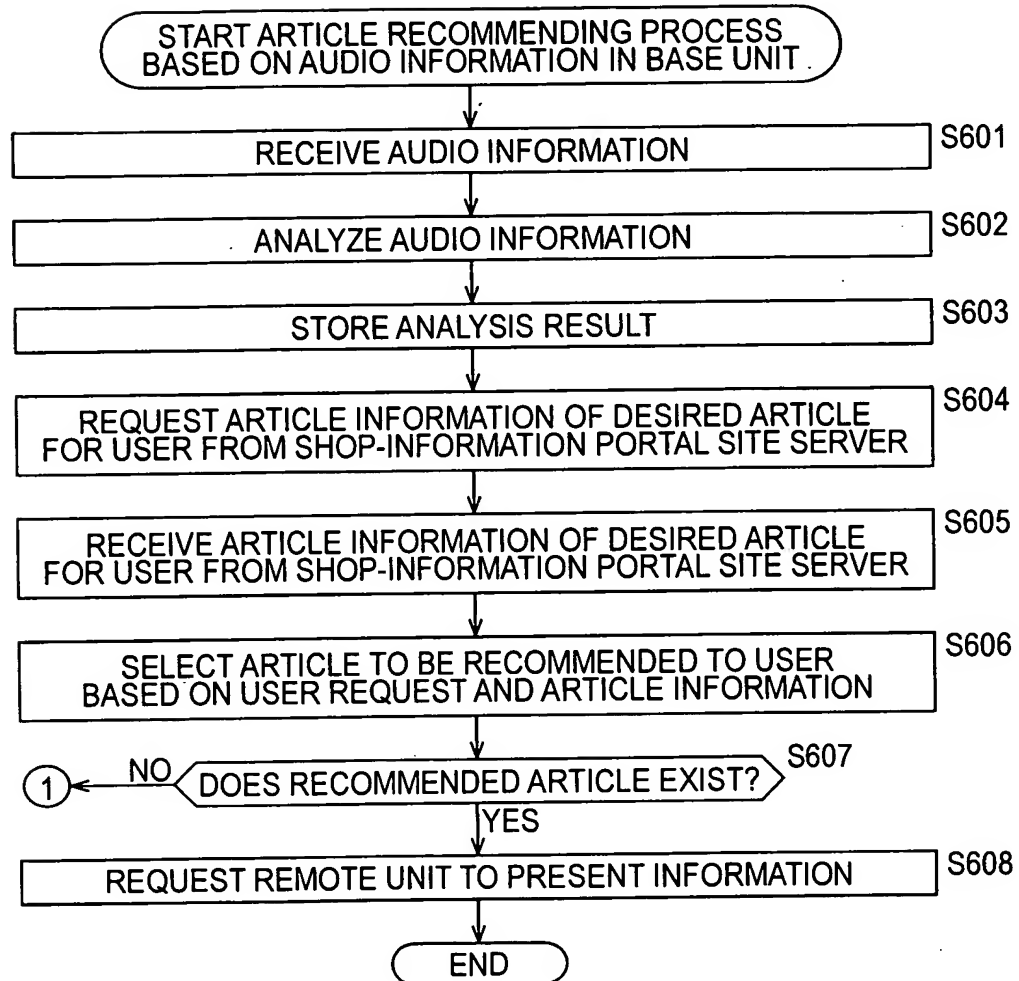 START ARTICLE RECOMMENDING PROCESS
BASED ON AUDIO INFORMATION IN BASE UNIT
S601
RECEIVE AUDIO INFORMATION
S602
ANALYZE AUDIO INFORMATION
S603
STORE ANALYSIS RESULT
S604
REQUEST ARTICLE INFORMATION OF DESIRED ARTICLE
FOR USER FROM SHOP-INFORMATION PORTAL SITE SERVER
S605
RECEIVE ARTICLE INFORMATION OF DESIRED ARTICLE
FOR USER FROM SHOP-INFORMATION PORTAL SITE SERVER
S606
SELECT ARTICLE TO BE RECOMMENDED TO USER
BASED ON USER REQUEST AND ARTICLE INFORMATION
S607
1 NO DOES RECOMMENDED ARTICLE EXIST?
YES
S608
REQUEST REMOTE UNIT TO PRESENT INFORMATION
END